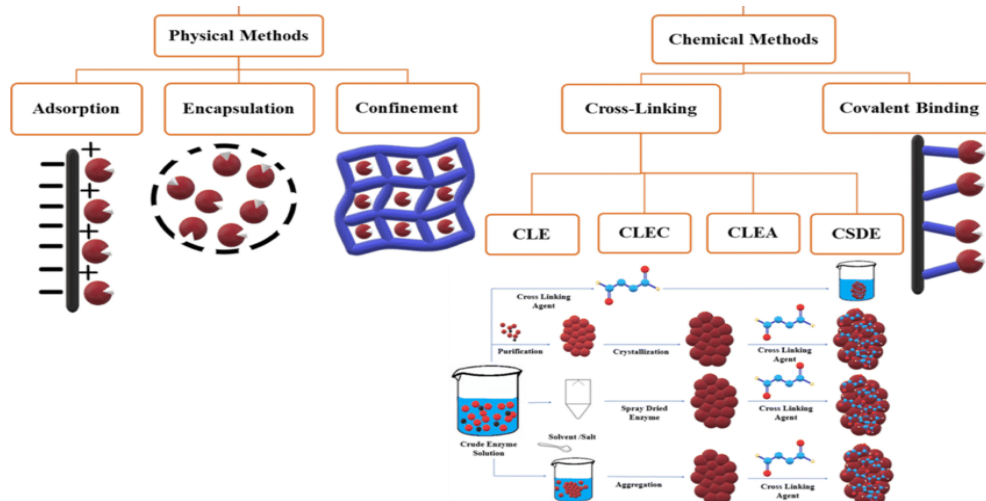 Physical Methods
Chemical Methods
Adsorption
Encapsulation
Confinement
Cross-Linking
Covalent Binding
+
+
+
+
CLE
CLEC
CLEA
CSDE
Cross Linking
Agent
Purification
Crystallization
Cross Linking
Agent
Spray Dried
Enzyme
Cross Linking
Agent
Crude Enzyme
Solution
Solvent /Salt
Aggregation
Cross Linking
Agent